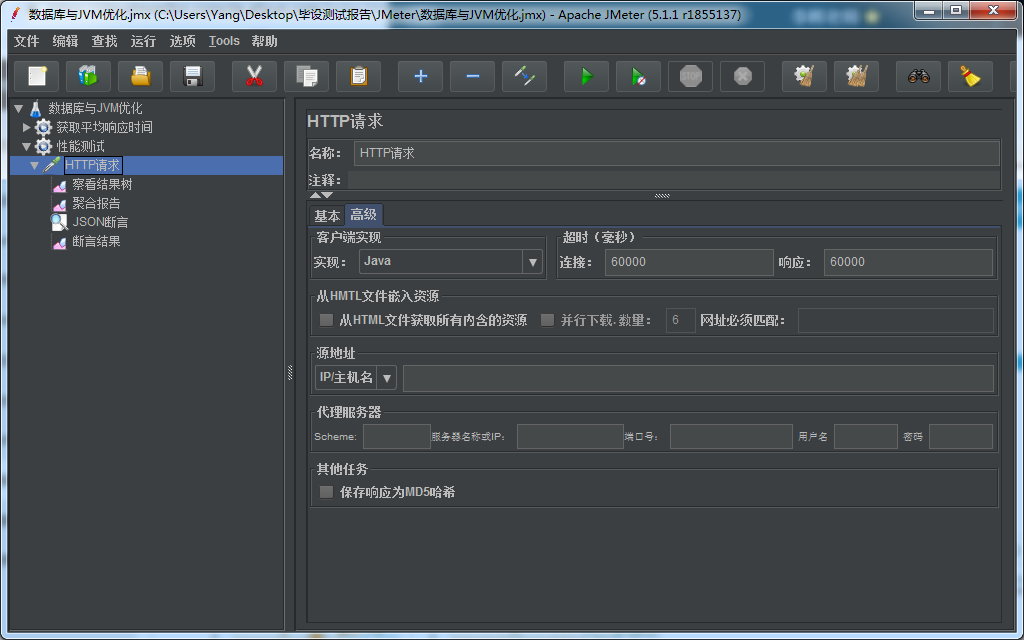 数据库与JVM优化.jmx (C:\Users\Yang\Desktop\毕设测试报告\JMeter\数据库与JVM优化.jmx) - Apache JMeter (5.1.1 r1855137)
文件 编辑 查找 运行 选项 Tools 帮助
STOP
数据库与JVM优化
获取平均响应时间
性能测试
HTTP请求
察看结果树
聚合报告
JSON断言
断言结果
HTTP请求
名称： HTTP请求
注释：
基本 高级
客户端实现
实现： Java
超时（毫秒）
连接： 60000 响应： 60000
从HMTL文件嵌入资源
从HTML文件获取所有内含的资源 并行下载.数量： 6 网址必须匹配：
源地址
IP/主机名
代理服务器
Scheme: 服务器名称或IP： 端口号： 用户名 密码
其他任务
保存响应为MD5哈希